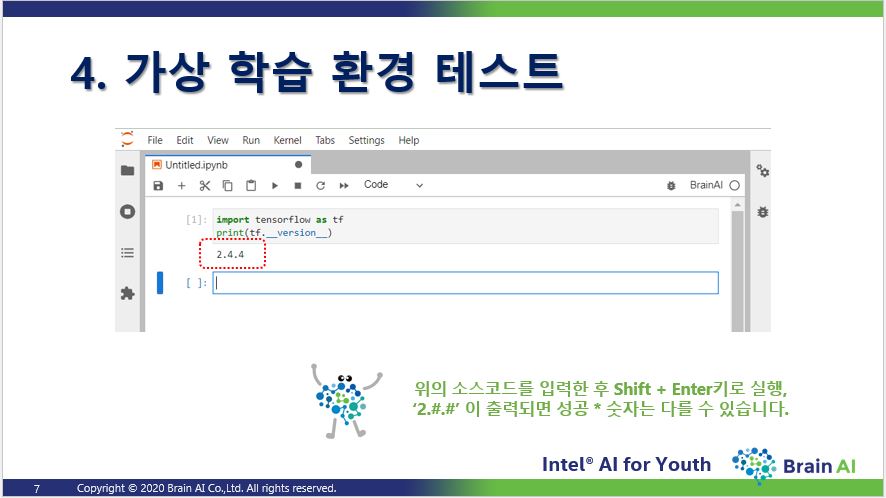 4. 가상 학습 환경 테스트
File Edit View Run Kernel Tabs Settings Help
Untitled.ipynb
Code
BrainAI
[1]: import tensorflow as tf
print(tf.__version__)
2.4.4
[ ]:
위의 소스코드를 입력한 후 Shift + Enter키로 실행,
‘2.#.#’ 이 출력되면 성공 * 숫자는 다를 수 있습니다.
Intel® AI for Youth
Brain AI
7
Copyright © 2020 Brain AI Co.,Ltd. All rights reserved.